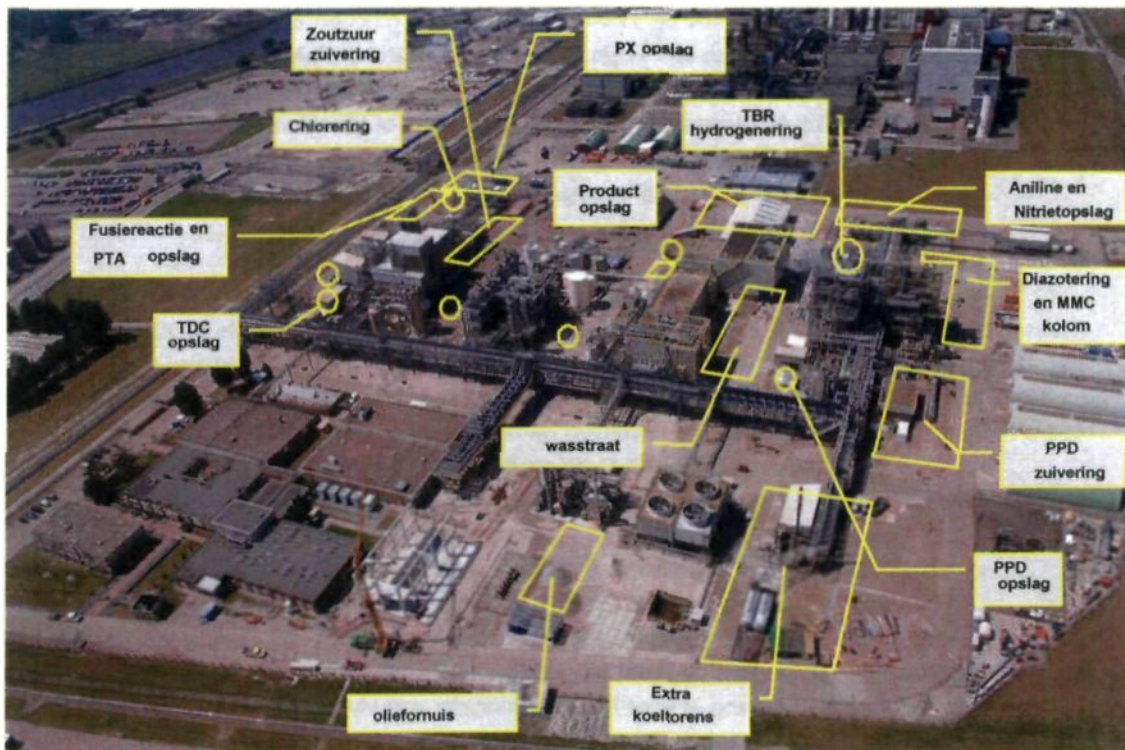 Zoutzuur
zuivering
PX opslag
Chlorering
TBR
hydrogenering
Product
opslag
Aniline en
Nitrietopslag
Fusiereactie en
PTA opslag
Diazotering
en MMC
kolom
TDC
opslag
wasstraat
PPD
zuivering
PPD
opslag
oliefornuis
Extra
koeltorens